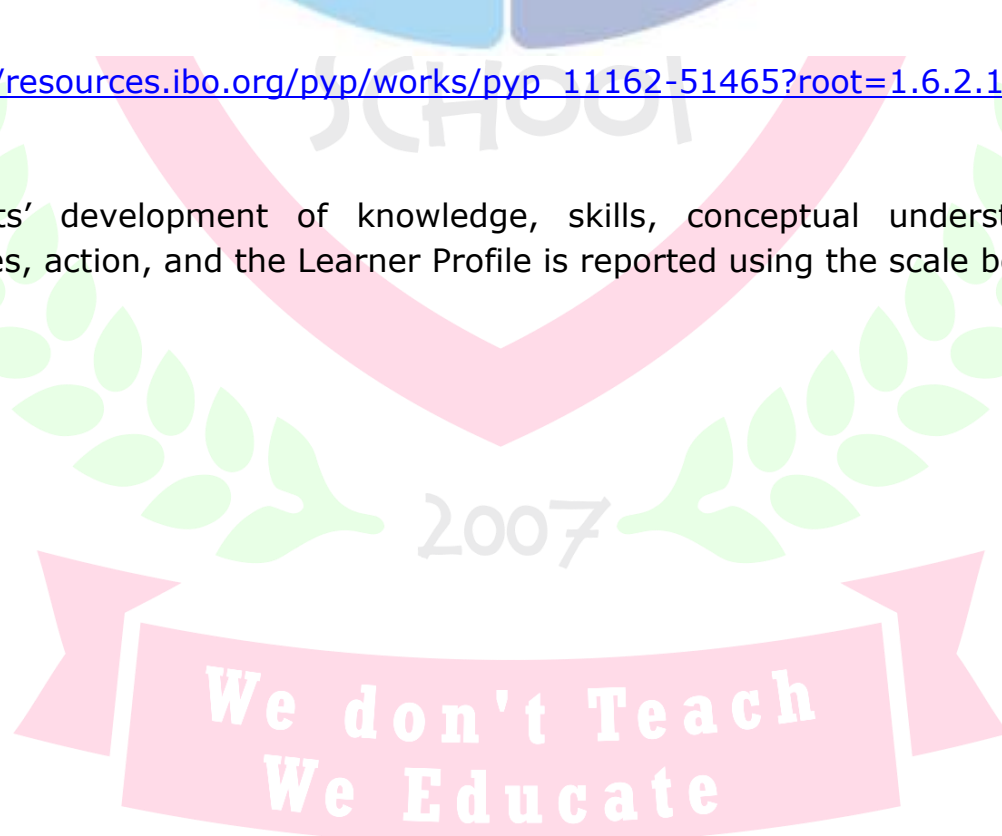 SCHOOL
/resources.ibo.org/pyp/works/pyp_11162-51465?root=1.6.2.1
ts’ development of knowledge, skills, conceptual underst
es, action, and the Learner Profile is reported using the scale be
2007
We don't Teach
We Educate